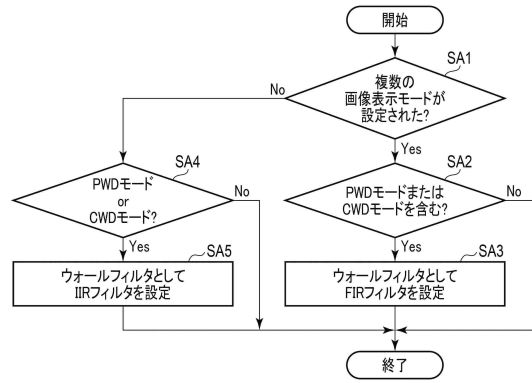 開始
SA1
複数の
画像表示モードが
設定された?
No
Yes
SA4
PWDモード
or
CWDモード?
No
Yes
SA2
PWDモードまたは
CWDモードを含む?
No
Yes
SA5
ウォールフィルタとして
IIRフィルタを設定
SA3
ウォールフィルタとして
FIRフィルタを設定
終了